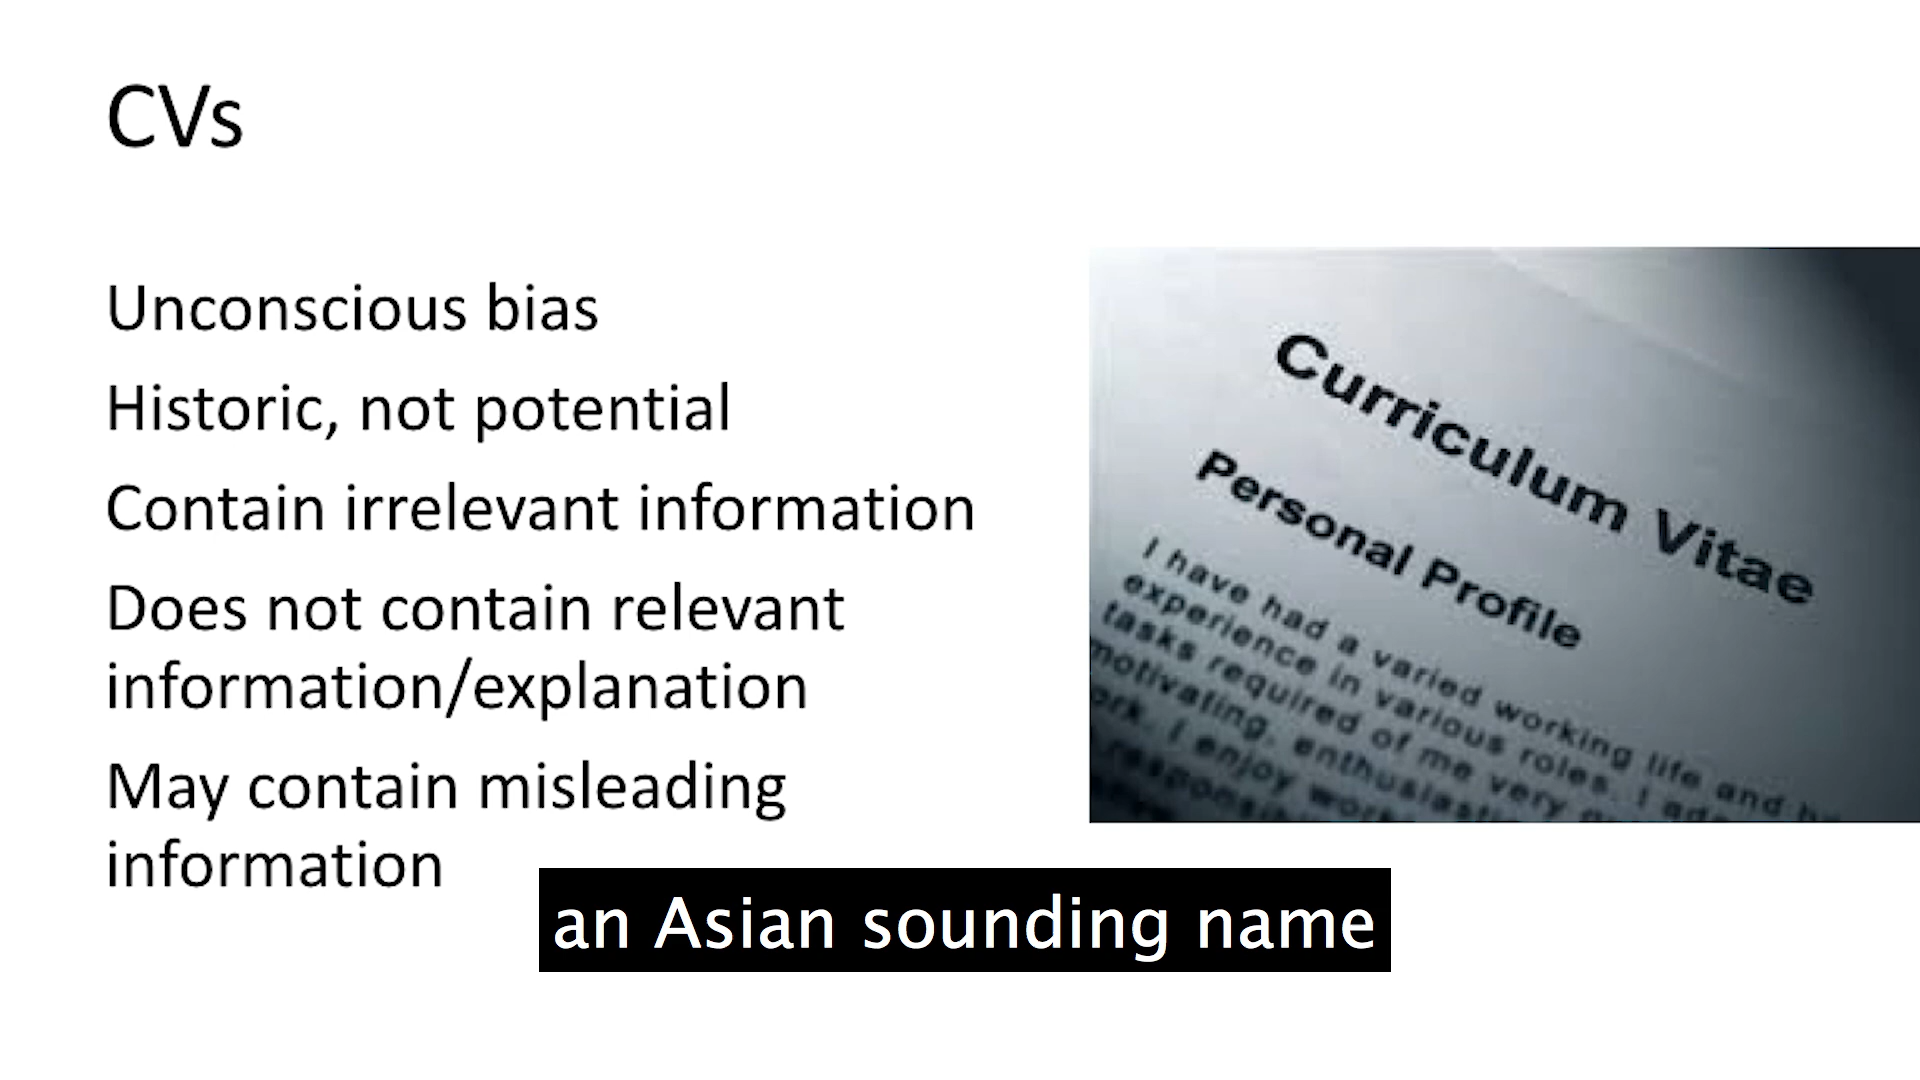 CVs
Unconscious bias
Historic, not potential
Contain irrelevant information
Does not contain relevant
information/explanation
May contain misleading
information
Curriculum Vitae
Personal Profile
I have had a varied working life and
experience in various roles. I
tasks required of me very
motivating, enthusiastic
I enjoy
an Asian sounding name